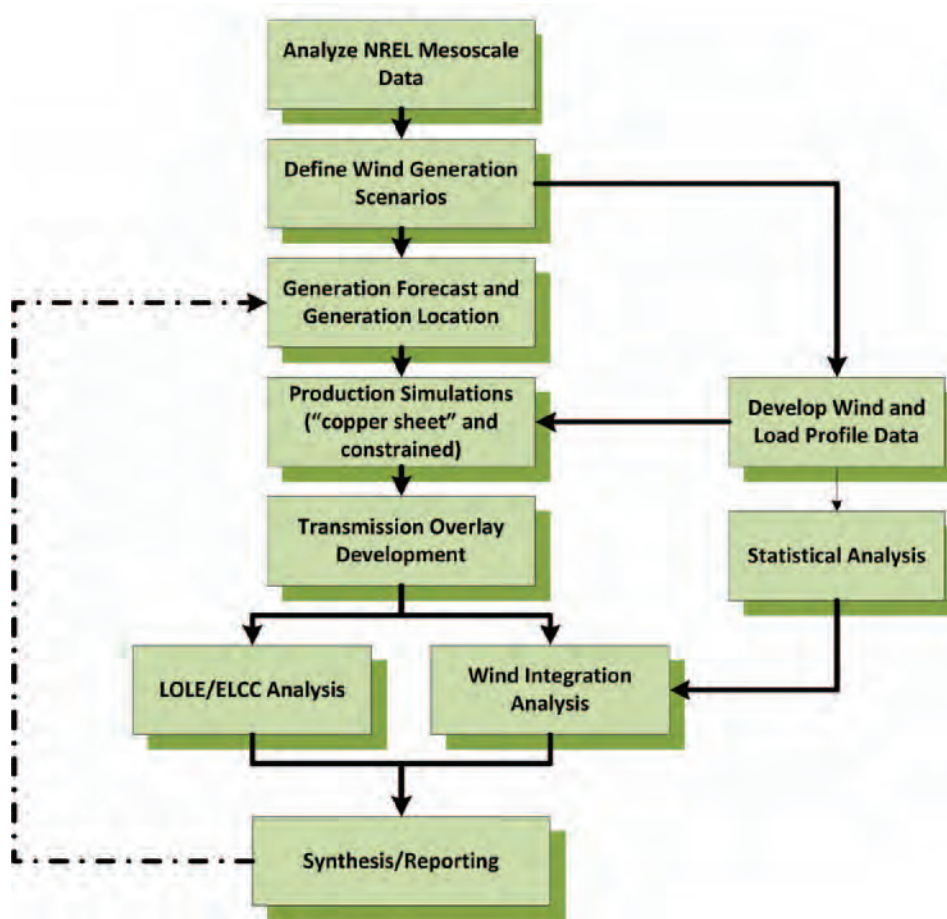 Analyze NREL Mesoscale
Data
Define Wind Generation
Scenarios
Generation Forecast and
Generation Location
Production Simulations
(“copper sheet” and
constrained)
Develop Wind and
Load Profile Data
Transmission Overlay
Development
Statistical Analysis
LOLE/ELCC Analysis
Wind Integration
Analysis
Synthesis/Reporting